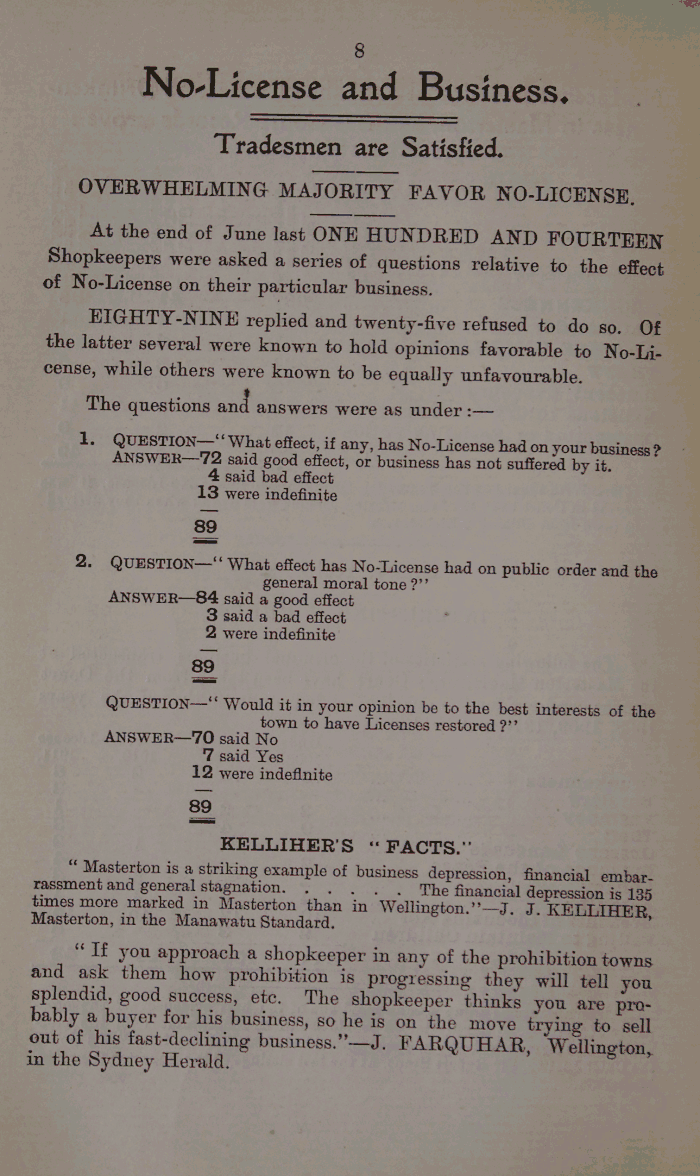 8
No-License and Business.
Tradesmen are Satisfied.
OVERWHELMING MAJORITY FAVOR NO-LICENSE.
At the end of June last ONE HUNDRED AND FOURTEEN
Shopkeepers were asked a series of questions relative to the effect
of No-License on their particular business.
EIGHTY-NINE replied and twenty-five refused to do so. Of
the latter several were known to hold opinions favorable to No-Li-
cense, while others were known to be equally unfavourable.
The questions and answers were as under :—
1. QUESTION—“What effect, if any, has No-License had on your business?
ANSWER—72 said good effect, or business has not suffered by it.
4 said bad effect
13 were indefinite
89
2. QUESTION—“ What effect has No-License had on public order and the
general moral tone ?”
ANSWER—84 said a good effect
3 said a bad effect
2 were indefinite
89
QUESTION—“ Would it in your opinion be to the best interests of the
town to have Licenses restored ?”
ANSWER—70 said No
7 said Yes
12 were indefinite
89
KELLIHER'S “ FACTS.”
“ Masterton is a striking example of business depression, financial embar-
rassment and general stagnation. . . . . . The financial depression is 135
times more marked in Masterton than in Wellington.”—J. J. KELLIHER,
Masterton, in the Manawatu Standard.
“ If you approach a shopkeeper in any of the prohibition towns
and ask them how prohibition is progressing they will tell you
splendid, good success, etc. The shopkeeper thinks you are pro-
bably a buyer for his business, so he is on the move trying to sell
out of his fast-declining business.”—J. FARQUHAR, Wellington,
in the Sydney Herald.